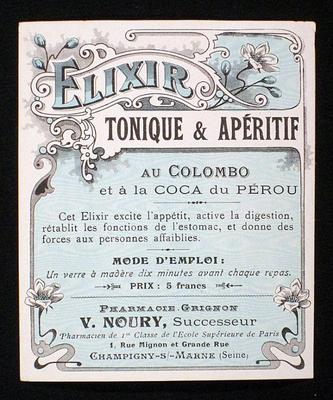 ELIXIR
TONIQUE & APÉRITIF
AU COLOMBO
et à la COCA du PÉROU
Cet Elixir excite l'appétit, active la digestion,
rétablit les fonctions de l'estomac, et donne des
forces aux personnes affaiblies.
MODE D'EMPLOI:
Un verre à madère dix minutes avant chaque repas.
PRIX : 5 francs
PHARMACIE GRIGNON
V. NOURY, Successeur
Pharmacien de 1re Classe de l'Ecole Supérieure de Paris
1, Rue Mignon et Grande Rue
CHAMPIGNY-S/-MARNE (Seine)